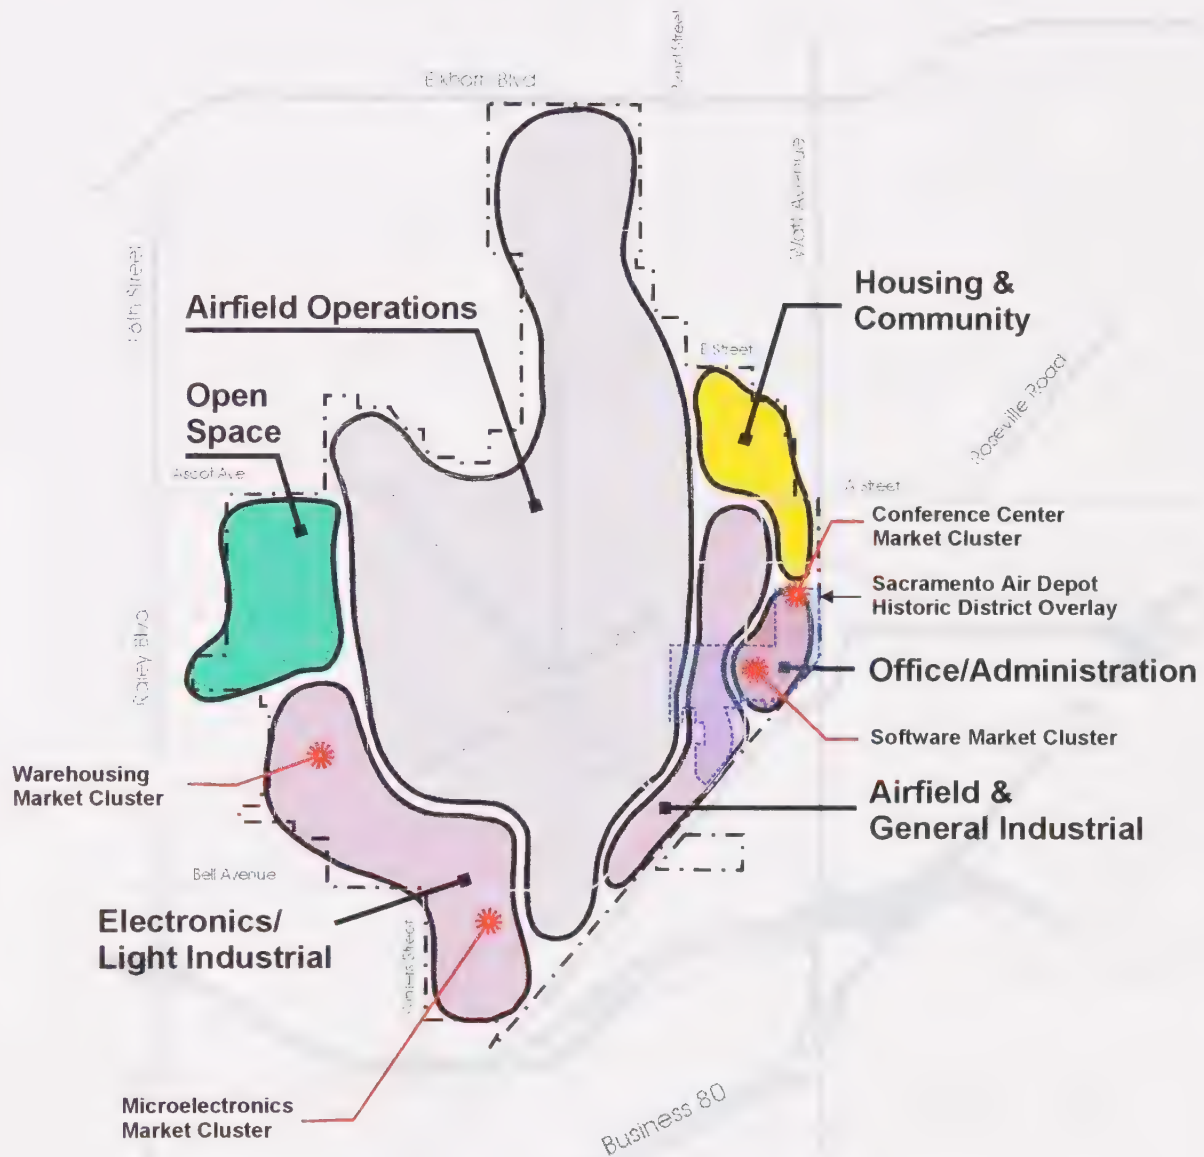 Elkhorn Blvd
Watt Avenue
Airfield Operations
Housing &
Community
E Street
Open
Space
Roseville Road
Ascot Ave
A Street
Conference Center
Market Cluster
Sacramento Air Depot
Historic District Overlay
Raley Blvd
Office/Administration
Software Market Cluster
Warehousing
Market Cluster
Airfield &
General Industrial
Bell Avenue
Electronics/
Light Industrial
Winters Street
Microelectronics
Market Cluster
Business 80